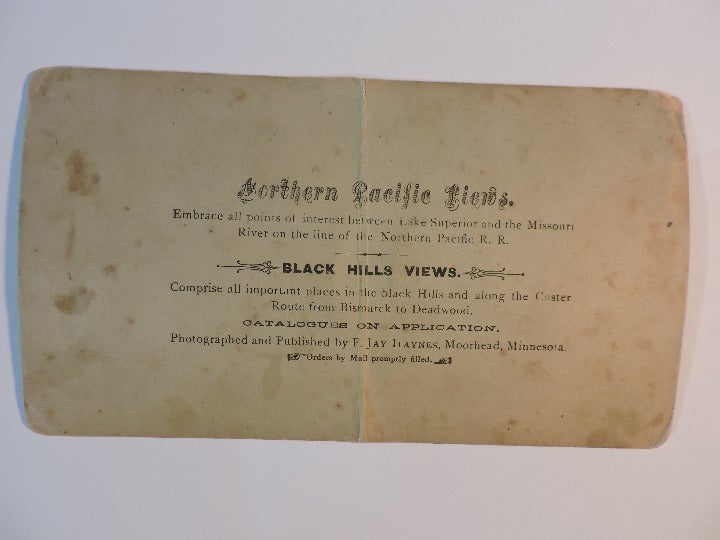 Northern Pacific Views.
Embrace all points of interest between Lake Superior and the Missouri
River on the line of the Northern Pacific R. R.
BLACK HILLS VIEWS.
Comprise all important places in the Black Hills and along the Custer
Route from Bismarck to Deadwood.
CATALOGUES ON APPLICATION.
Photographed and Published by F. JAY HAYNES, Moorhead, Minnesota.
Orders by Mail promptly filled.